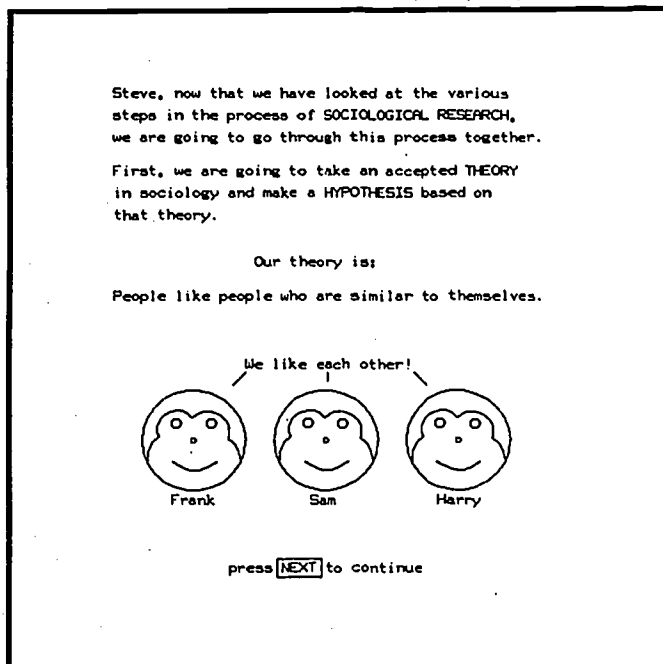 Steve, now that we have looked at the various
steps in the process of SOCIOLOGICAL RESEARCH,
we are going to go through this process together.
First, we are going to take an accepted THEORY
in sociology and make a HYPOTHESIS based on
that theory.
Our theory is:
People like people who are similar to themselves.
We like each other!
Frank Sam Harry
press NEXT to continue